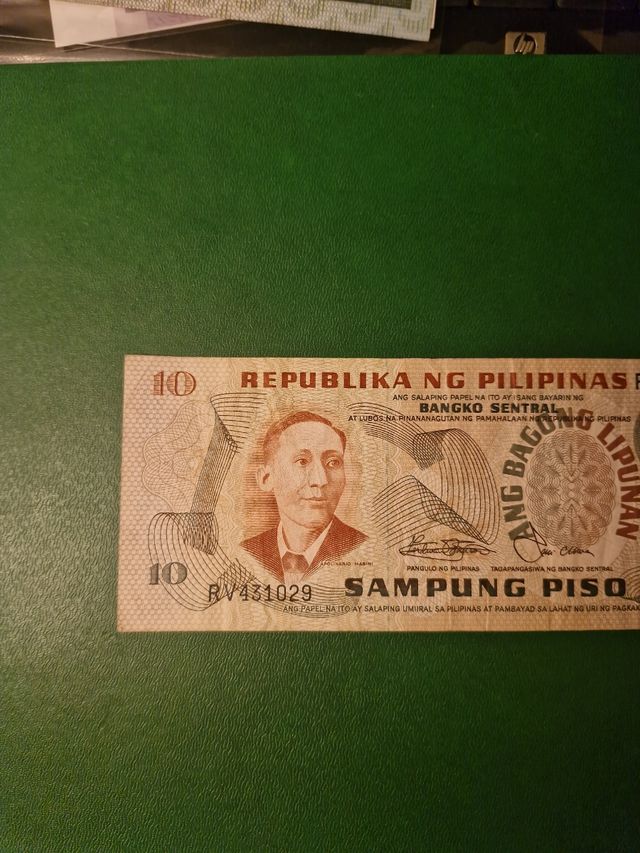 hp
10
REPUBLIKA NG PILIPINAS
ANG SALAPING PAPEL NA ITO AY ISANG BAYARIN NG
BANGKO SENTRAL
AT LUBOS NA PINANANAGUTAN NG PAMAHALAAN NG REPUBLIKA NG PILIPINAS
ANG BAGONG LIPUNAN
APOLINARIO MABINI
PANGULO NG PILIPINAS TAGAPANGASIWA NG BANGKO SENTRAL
10
RV431029
SAMPUNG PISO
ANG PAPEL NA ITO AY SALAPING UMIIRAL SA PILIPINAS AT PAMBAYAD SA LAHAT NG URI NG